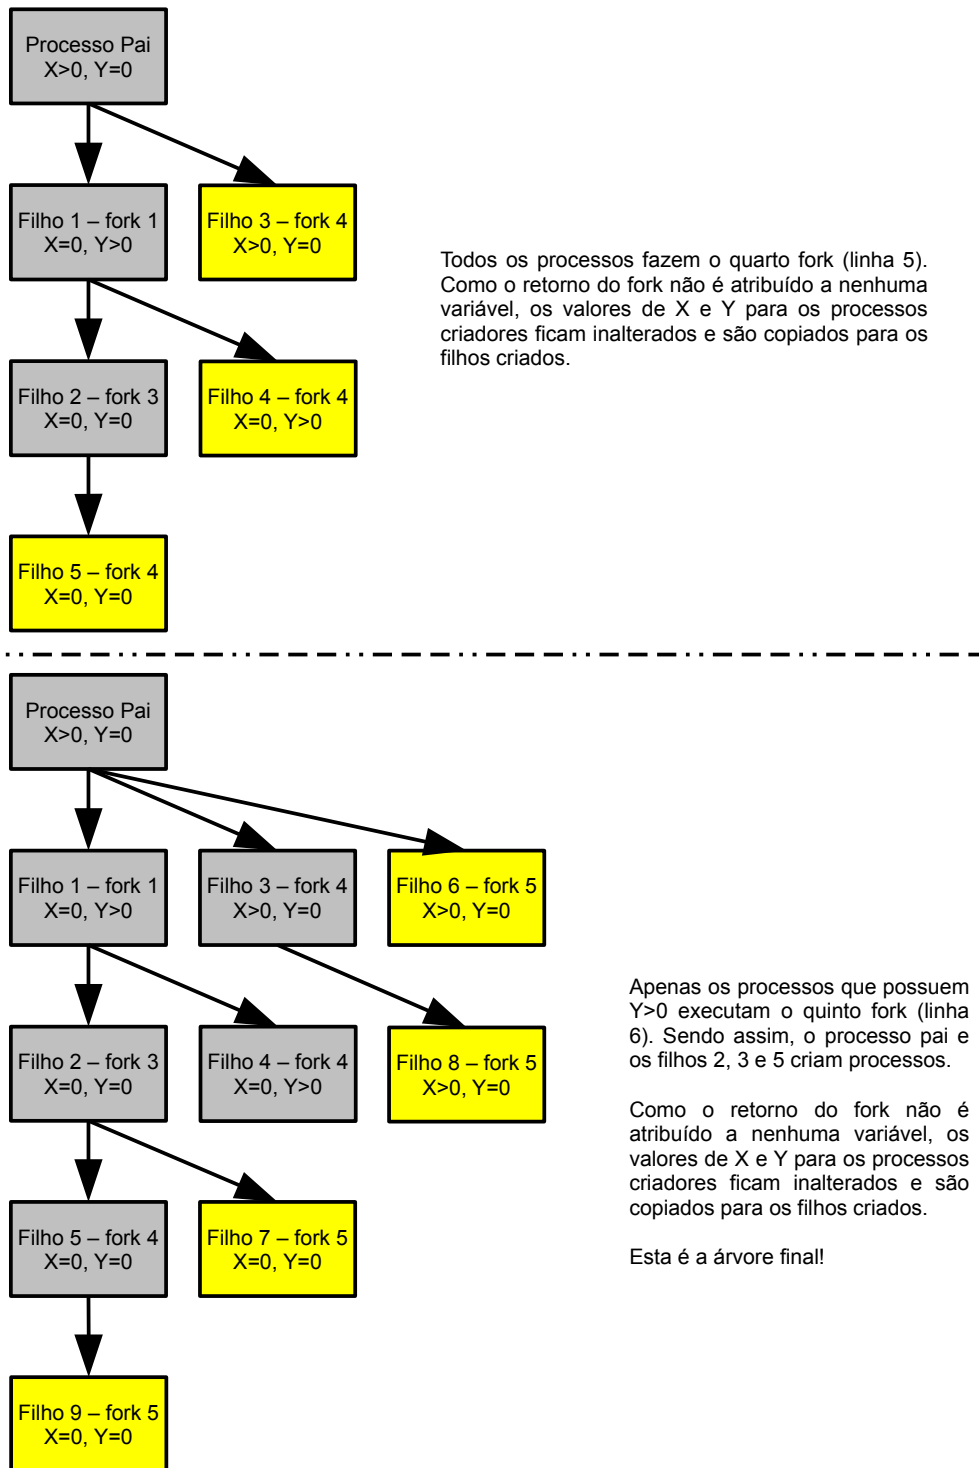 Processo Pai
X>0, Y=0
Filho 1 – fork 1
X=0, Y>0
Filho 3 – fork 4
X>0, Y=0
Filho 2 – fork 3
X=0, Y=0
Filho 4 – fork 4
X=0, Y>0
Filho 5 – fork 4
X=0, Y=0
Todos os processos fazem o quarto fork (linha 5).
Como o retorno do fork não é atribuído a nenhuma
variável, os valores de X e Y para os processos
criadores ficam inalterados e são copiados para os
filhos criados.
Processo Pai
X>0, Y=0
Filho 1 – fork 1
X=0, Y>0
Filho 3 – fork 4
X>0, Y=0
Filho 6 – fork 5
X>0, Y=0
Filho 2 – fork 3
X=0, Y=0
Filho 4 – fork 4
X=0, Y>0
Filho 8 – fork 5
X>0, Y=0
Filho 5 – fork 4
X=0, Y=0
Filho 7 – fork 5
X=0, Y=0
Filho 9 – fork 5
X=0, Y=0
Apenas os processos que possuem
Y>0 executam o quinto fork (linha
6). Sendo assim, o processo pai e
os filhos 2, 3 e 5 criam processos.
Como o retorno do fork não é
atribuído a nenhuma variável, os
valores de X e Y para os processos
criadores ficam inalterados e são
copiados para os filhos criados.
Esta é a árvore final!